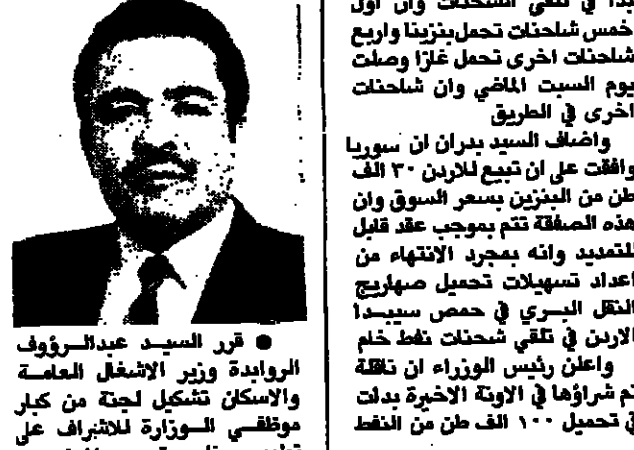 بدا في تلقي الشحنات وان اول
خمس شاحنات تحمل بنزينا واربع
شاحنات اخرى تحمل غازا وصلت
يوم السبت الماضي وان شاحنات
اخرى في الطريق
واضاف السيد بدران ان سوريا
وافقت على ان تبيع للاردن ٣٠ الف
طن من البنزين بسعر السوق وان
هذه الصفقة تتم بموجب عقد قابل
للتمديد وانه بمجرد الانتهاء من
اعداد تسهيلات تحميل صهاريج
النقل البري في حمص سيبدا
الاردن في تلقي شحنات نفط خام
واعلن رئيس الوزراء ان ناقلة
تم شراؤها في الاونة الاخيرة بدات
في تحميل ١٠٠ الف طن من النفط
● قرر السيد عبدالرؤوف
الروابدة وزير الاشغال العامة
والاسكان تشكيل لجنة من كبار
موظفي الوزارة للاشراف على